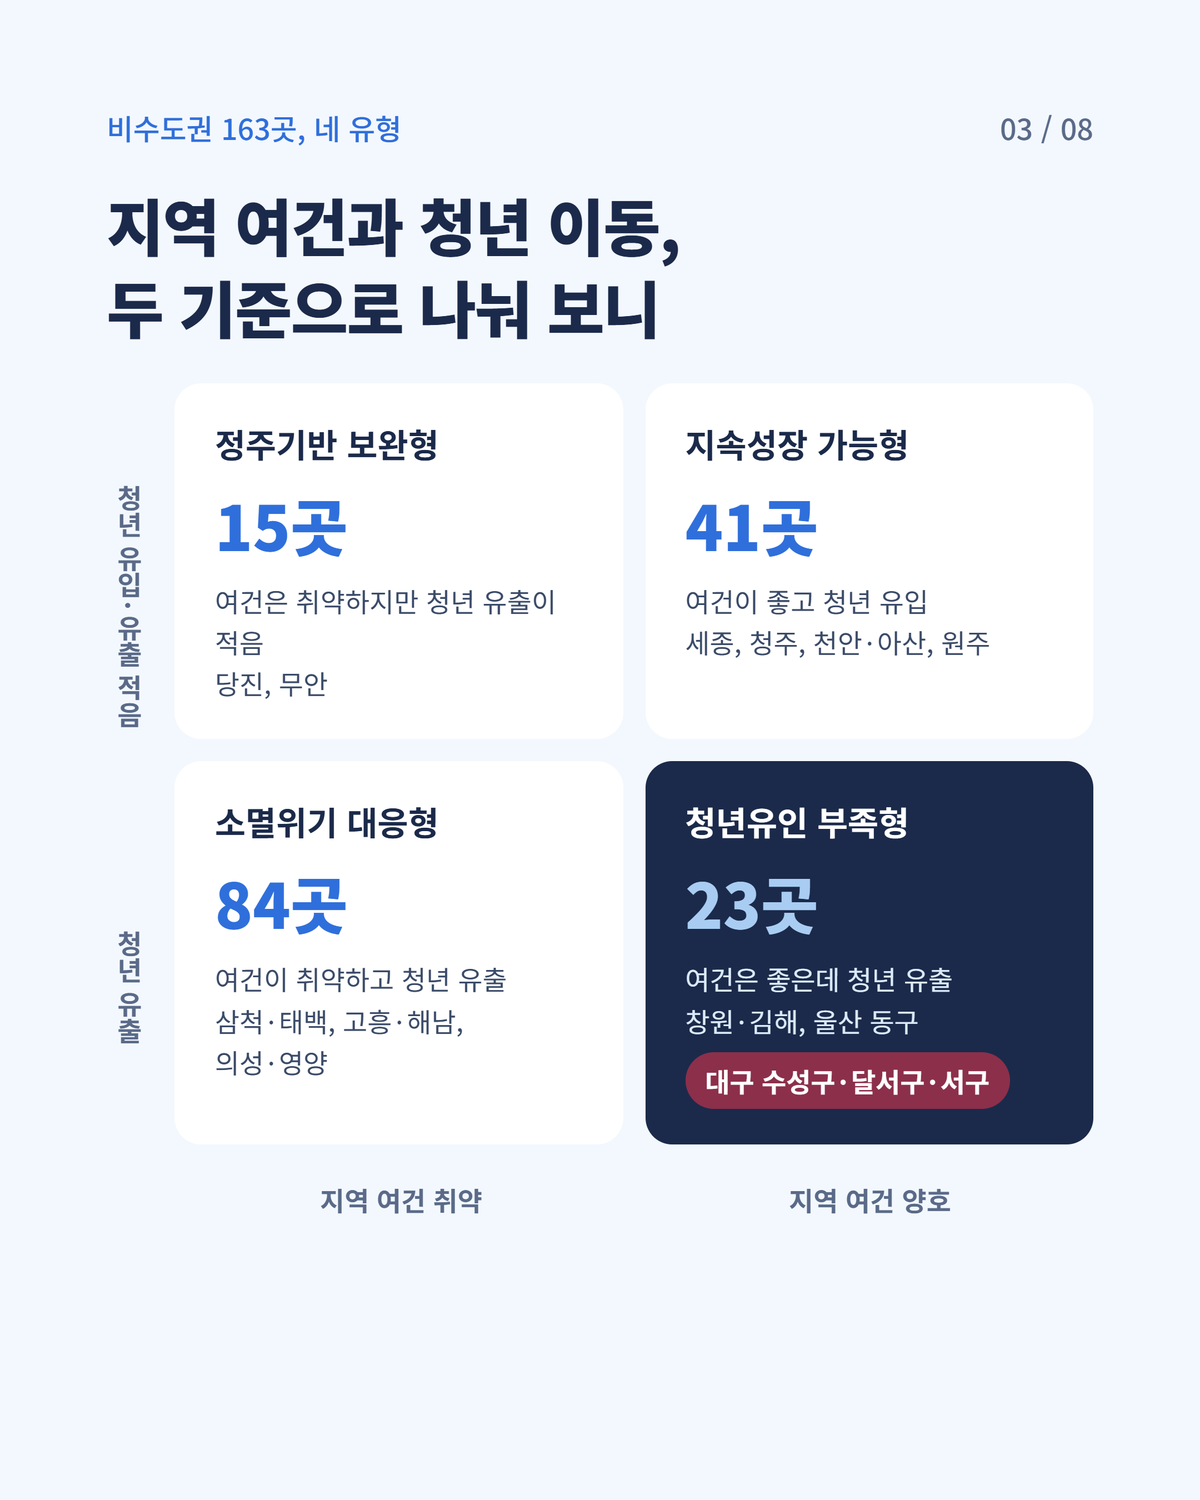 비수도권 163곳, 네 유형
03 / 08
지역 여건과 청년 이동,
두 기준으로 나눠 보니
청년 유입·유출 적음
정주기반 보완형
15곳
여건은 취약하지만 청년 유출이
적음
당진, 무안
지속성장 가능형
41곳
여건이 좋고 청년 유입
세종, 청주, 천안·아산, 원주
청년 유출
소멸위기 대응형
84곳
여건이 취약하고 청년 유출
삼척·태백, 고흥·해남,
의성·영양
청년유인 부족형
23곳
여건은 좋은데 청년 유출
창원·김해, 울산 동구
대구 수성구·달서구·서구
지역 여건 취약
지역 여건 양호